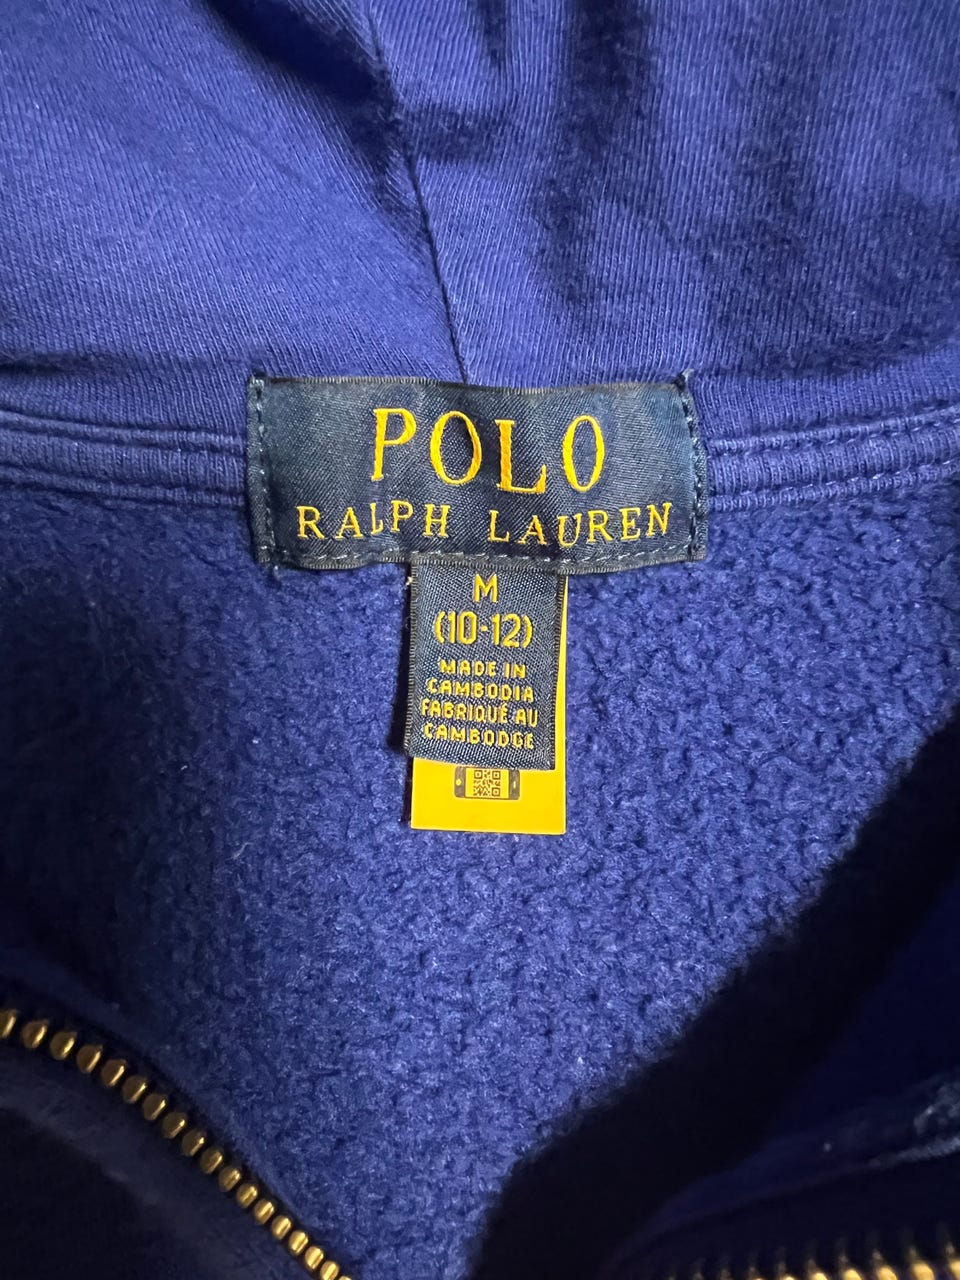 POLO
RALPH LAUREN
M
(10-12)
MADE IN
CAMBODIA
FABRIQUÉ AU
CAMBODGE